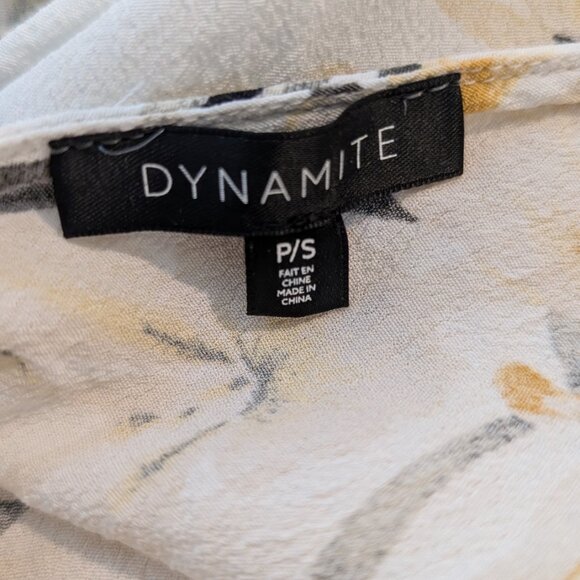 DYNAMITE
P/S
FAIT EN
CHINE
MADE IN
CHINA